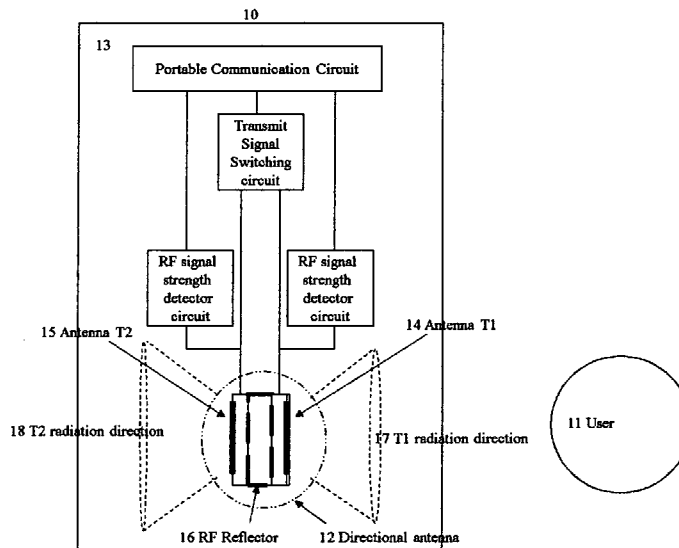 10
13
Portable Communication Circuit
Transmit
Signal
Switching
circuit
RF signal
strength
detector
circuit
RF signal
strength
detector
circuit
15 Antenna T2
14 Antenna T1
11 User
18 T2 radiation direction
17 T1 radiation direction
16 RF Reflector
12 Directional antenna